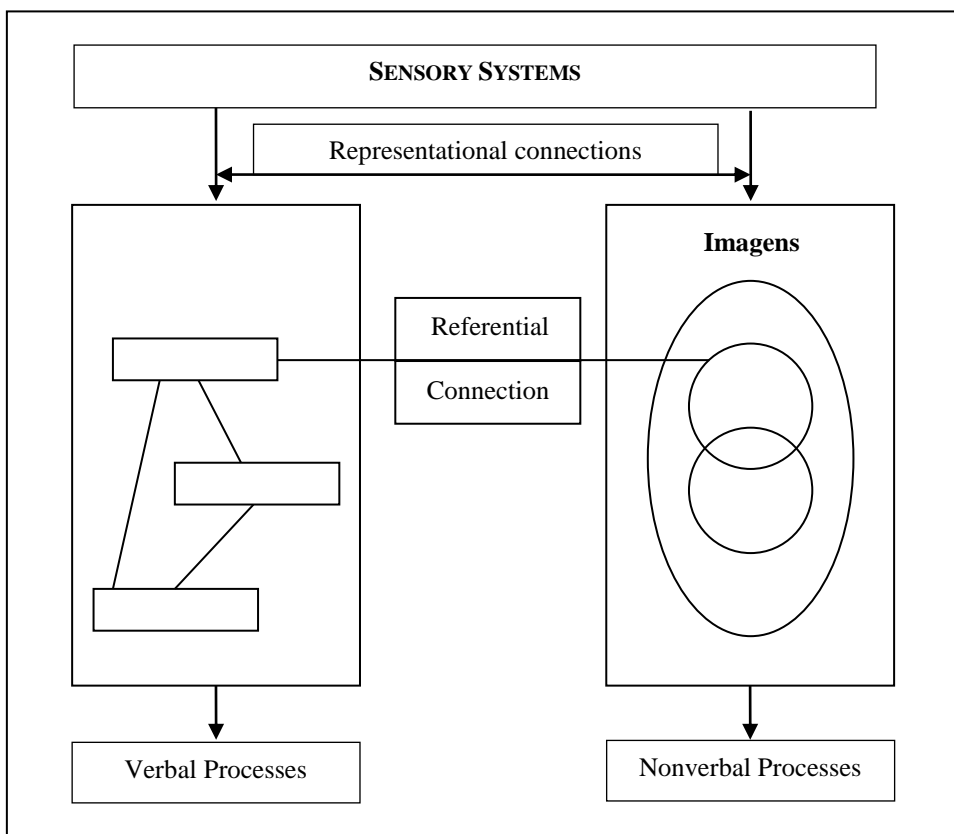 SENSORY SYSTEMS
Representational connections
Imagens
Referential
Connection
Verbal Processes
Nonverbal Processes